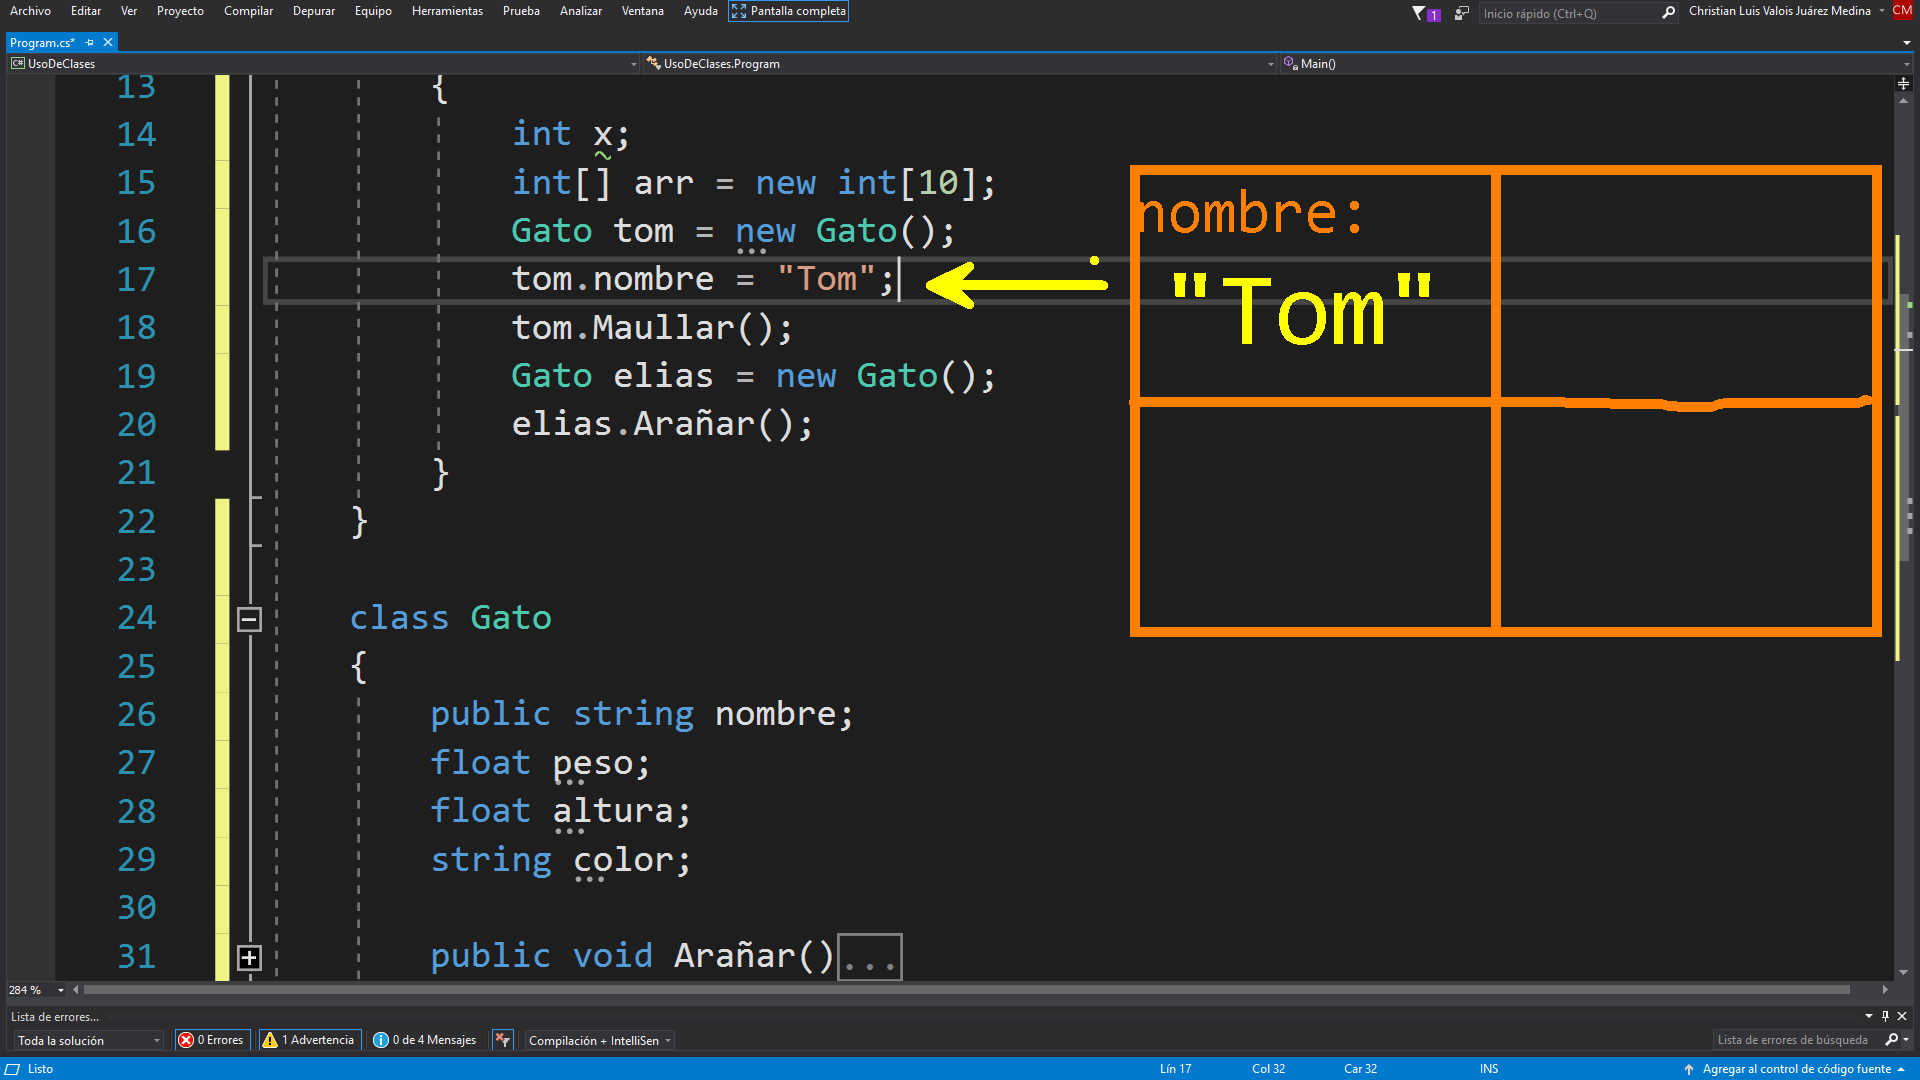 Archivo Editar Ver Proyecto Compilar Depurar Equipo Herramientas Prueba Analizar Ventana Ayuda Pantalla completa 1 Inicio rápido (Ctrl+Q) Christian Luis Valois Juárez Medina CM
Program.cs*
UsoDeClases UsoDeClases.Program Main()
13 {
14 int x;
15 int[] arr = new int[10];
16 Gato tom = new Gato();
17 tom.nombre = "Tom";
18 tom.Maullar();
19 Gato elias = new Gato();
20 elias.Arañar();
21 }
22 }
23
24 class Gato
25 {
26 public string nombre;
27 float peso;
28 float altura;
29 string color;
30
31 public void Arañar()...
nombre:
"Tom"
284 %
Lista de errores...
Toda la solución 0 Errores 1 Advertencia 0 de 4 Mensajes Compilación + IntelliSen Lista de errores de búsqueda
Listo Lín 17 Col 32 Car 32 INS Agregar al control de código fuente